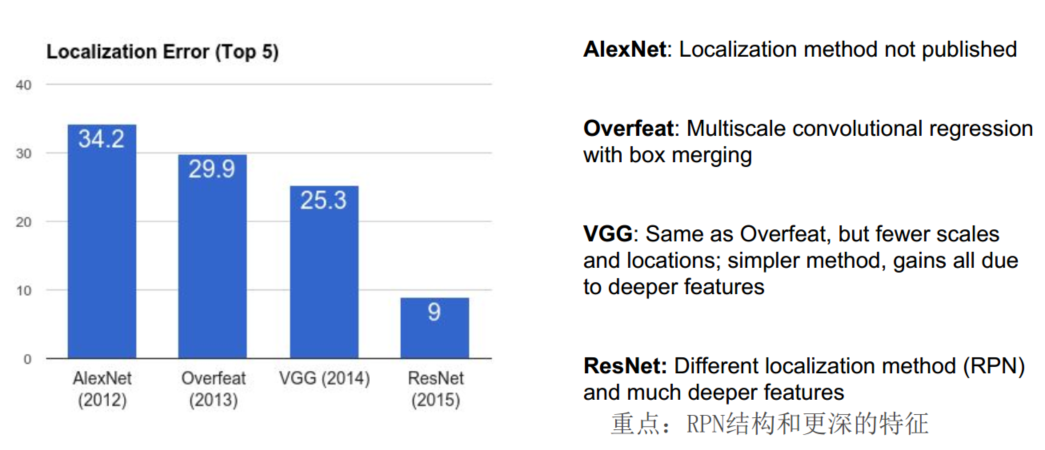 Localization Error (Top 5)
40
30
20
10
0
34.2
29.9
25.3
9
AlexNet
(2012)
Overfeat
(2013)
VGG (2014)
ResNet
(2015)
AlexNet: Localization method not published
Overfeat: Multiscale convolutional regression
with box merging
VGG: Same as Overfeat, but fewer scales
and locations; simpler method, gains all due
to deeper features
ResNet: Different localization method (RPN)
and much deeper features
重点：RPN结构和更深的特征